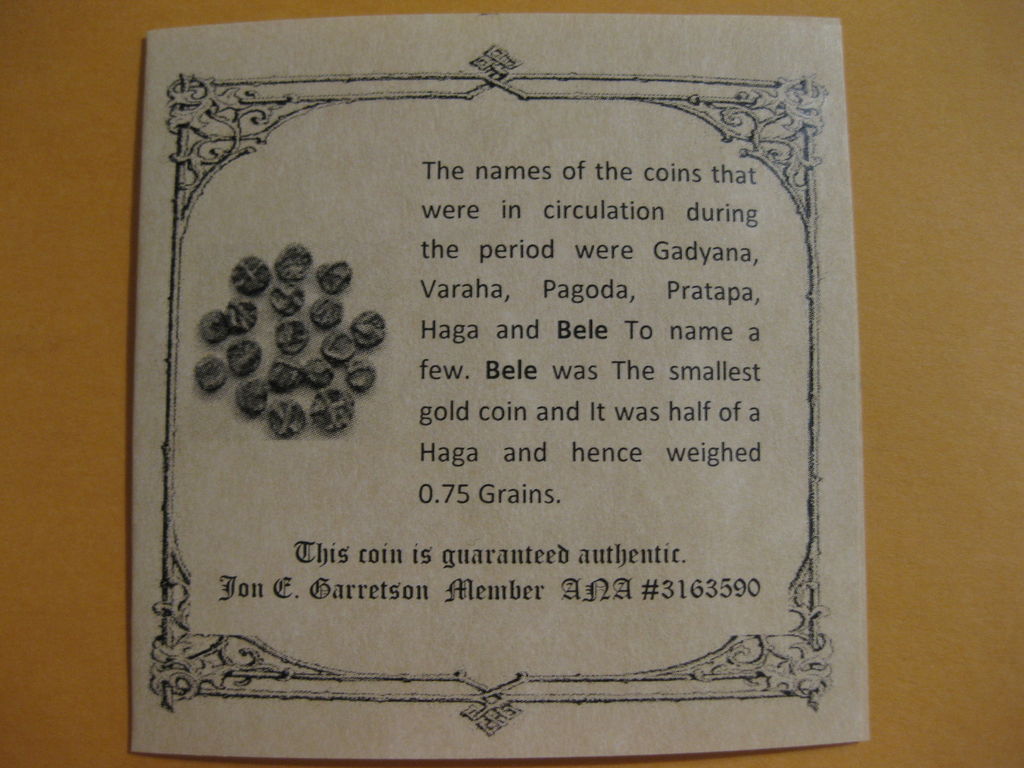 The names of the coins that
were in circulation during
the period were Gadyana,
Varaha, Pagoda, Pratapa,
Haga and Bele To name a
few. Bele was The smallest
gold coin and It was half of a
Haga and hence weighed
0.75 Grains.
This coin is guaranteed authentic.
Jon E. Garretson Member ANA #3163590